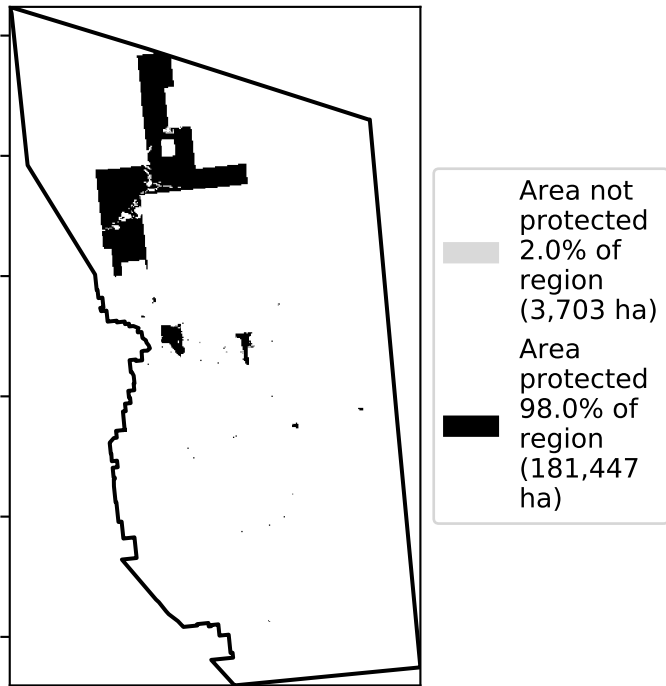 Area not
protected
2.0% of
region
(3,703 ha)
Area
protected
98.0% of
region
(181,447
ha)